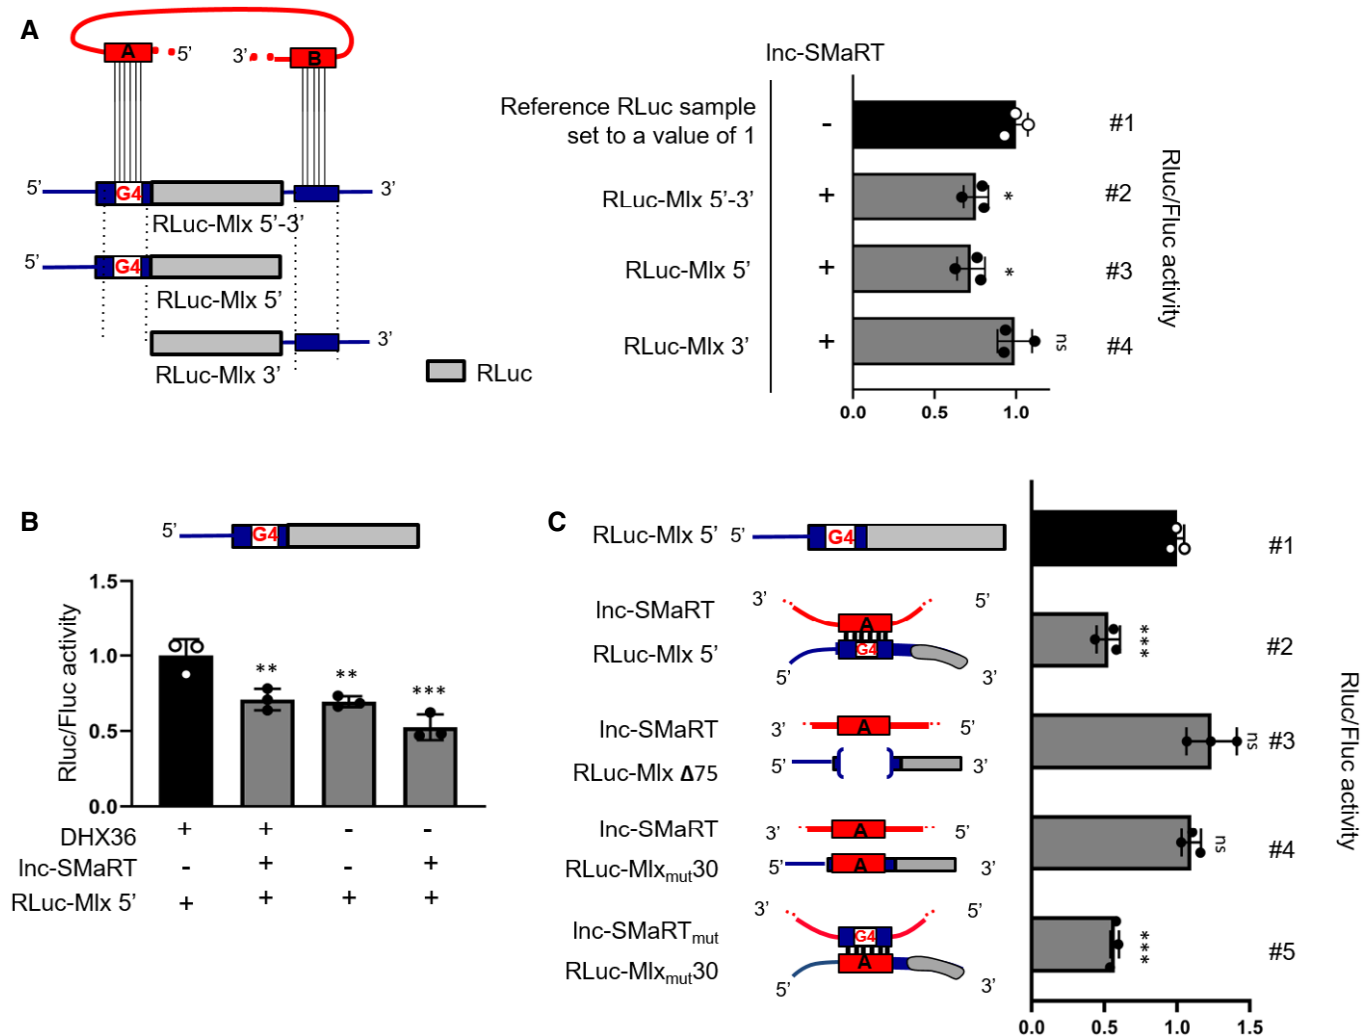 A
A
5’
3’
B
5’
G4
3’
RLuc-Mlx 5’-3’
5’
G4
RLuc-Mlx 5’
3’
RLuc-Mlx 3’
RLuc
lnc-SMaRT
Reference RLuc sample
set to a value of 1
-
#1
RLuc-Mlx 5’-3’
+
*
#2
RLuc-Mlx 5’
+
*
#3
RLuc-Mlx 3’
+
ns
#4
0.0 0.5 1.0
Rluc/Fluc activity
B
5’
G4
Rluc/Fluc activity
1.5
1.0
0.5
0.0
** ** ***
DHX36 + + - -
lnc-SMaRT - + - +
RLuc-Mlx 5’ + + + +
C
RLuc-Mlx 5’
5’
G4
#1
lnc-SMaRT
3’
5’
A
RLuc-Mlx 5’
G4
5’
3’
***
#2
lnc-SMaRT
3’
A
5’
RLuc-Mlx Δ75
5’
3’
ns
#3
lnc-SMaRT
3’
A
5’
RLuc-Mlxmut30
5’
A
3’
ns
#4
lnc-SMaRTmut
3’
5’
G4
RLuc-Mlxmut30
A
5’
3’
***
#5
0.0 0.5 1.0 1.5
Rluc/Fluc activity